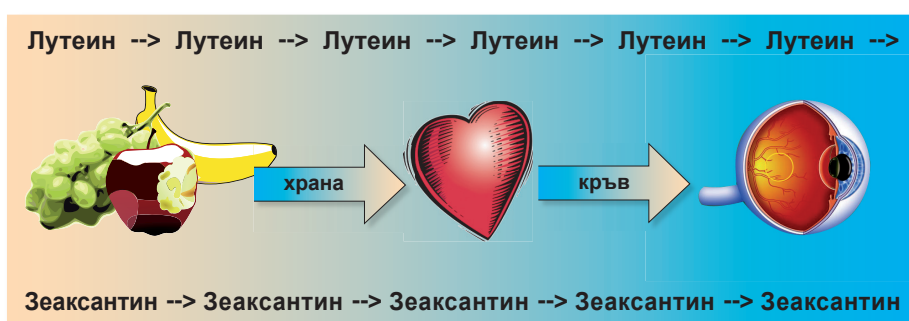 Лутеин --> Лутеин --> Лутеин --> Лутеин --> Лутеин --> Лутеин -->
храна
кръв
Зеаксантин --> Зеаксантин --> Зеаксантин --> Зеаксантин --> Зеаксантин